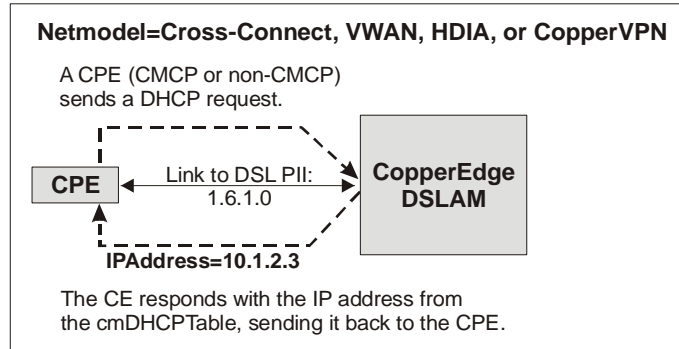 Netmodel=Cross-Connect, VWAN, HDIA, or CopperVPN
A CPE (CMCP or non-CMCP)
sends a DHCP request.
CPE
Link to DSL PII:
1.6.1.0
CopperEdge
DSLAM
IPAddress=10.1.2.3
The CE responds with the IP address from
the cmDHCPTable, sending it back to the CPE.